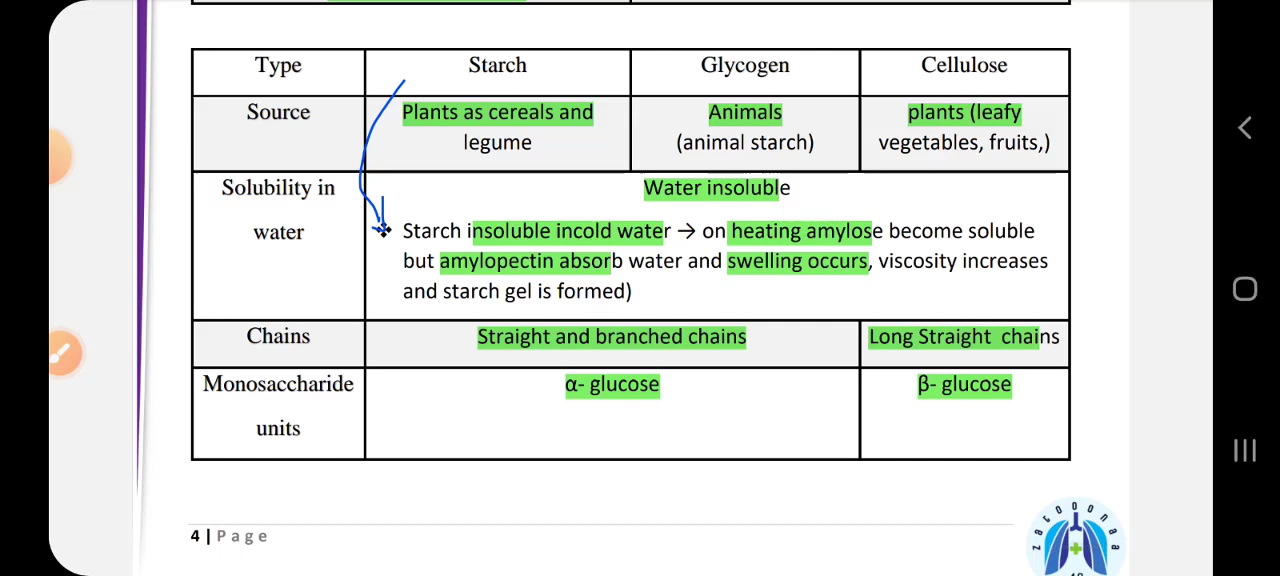 Type Starch Glycogen Cellulose
Source Plants as cereals and legume Animals (animal starch) plants (leafy vegetables, fruits,)
Solubility in water Water insoluble
❖ Starch insoluble incold water → on heating amylose become soluble
but amylopectin absorb water and swelling occurs, viscosity increases
and starch gel is formed)
Chains Straight and branched chains Long Straight chains
Monosaccharide units α- glucose β- glucose
4 | Page
zatooonaa